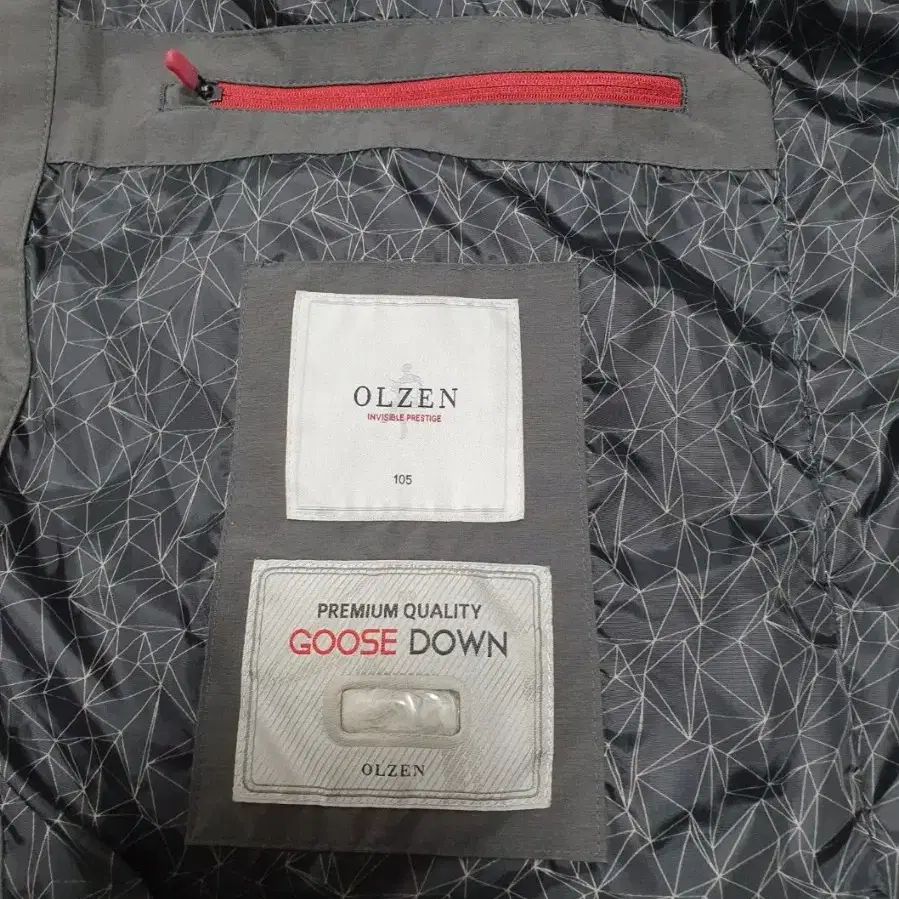 OLZEN
INVISIBLE PRESTIGE
105
PREMIUM QUALITY
GOOSE DOWN
OLZEN